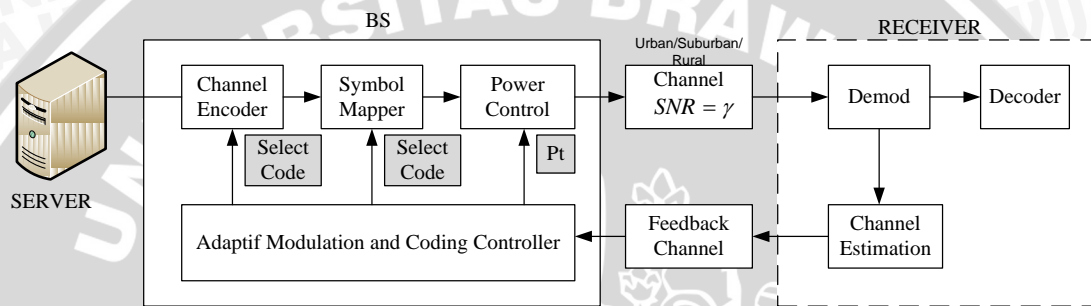 BS
RECEIVER
Urban/Suburban/
Rural
Channel
Encoder
Symbol
Mapper
Power
Control
Channel
SNR = γ
Demod
Decoder
Select
Code
Select
Code
Pt
SERVER
Adaptif Modulation and Coding Controller
Feedback
Channel
Channel
Estimation